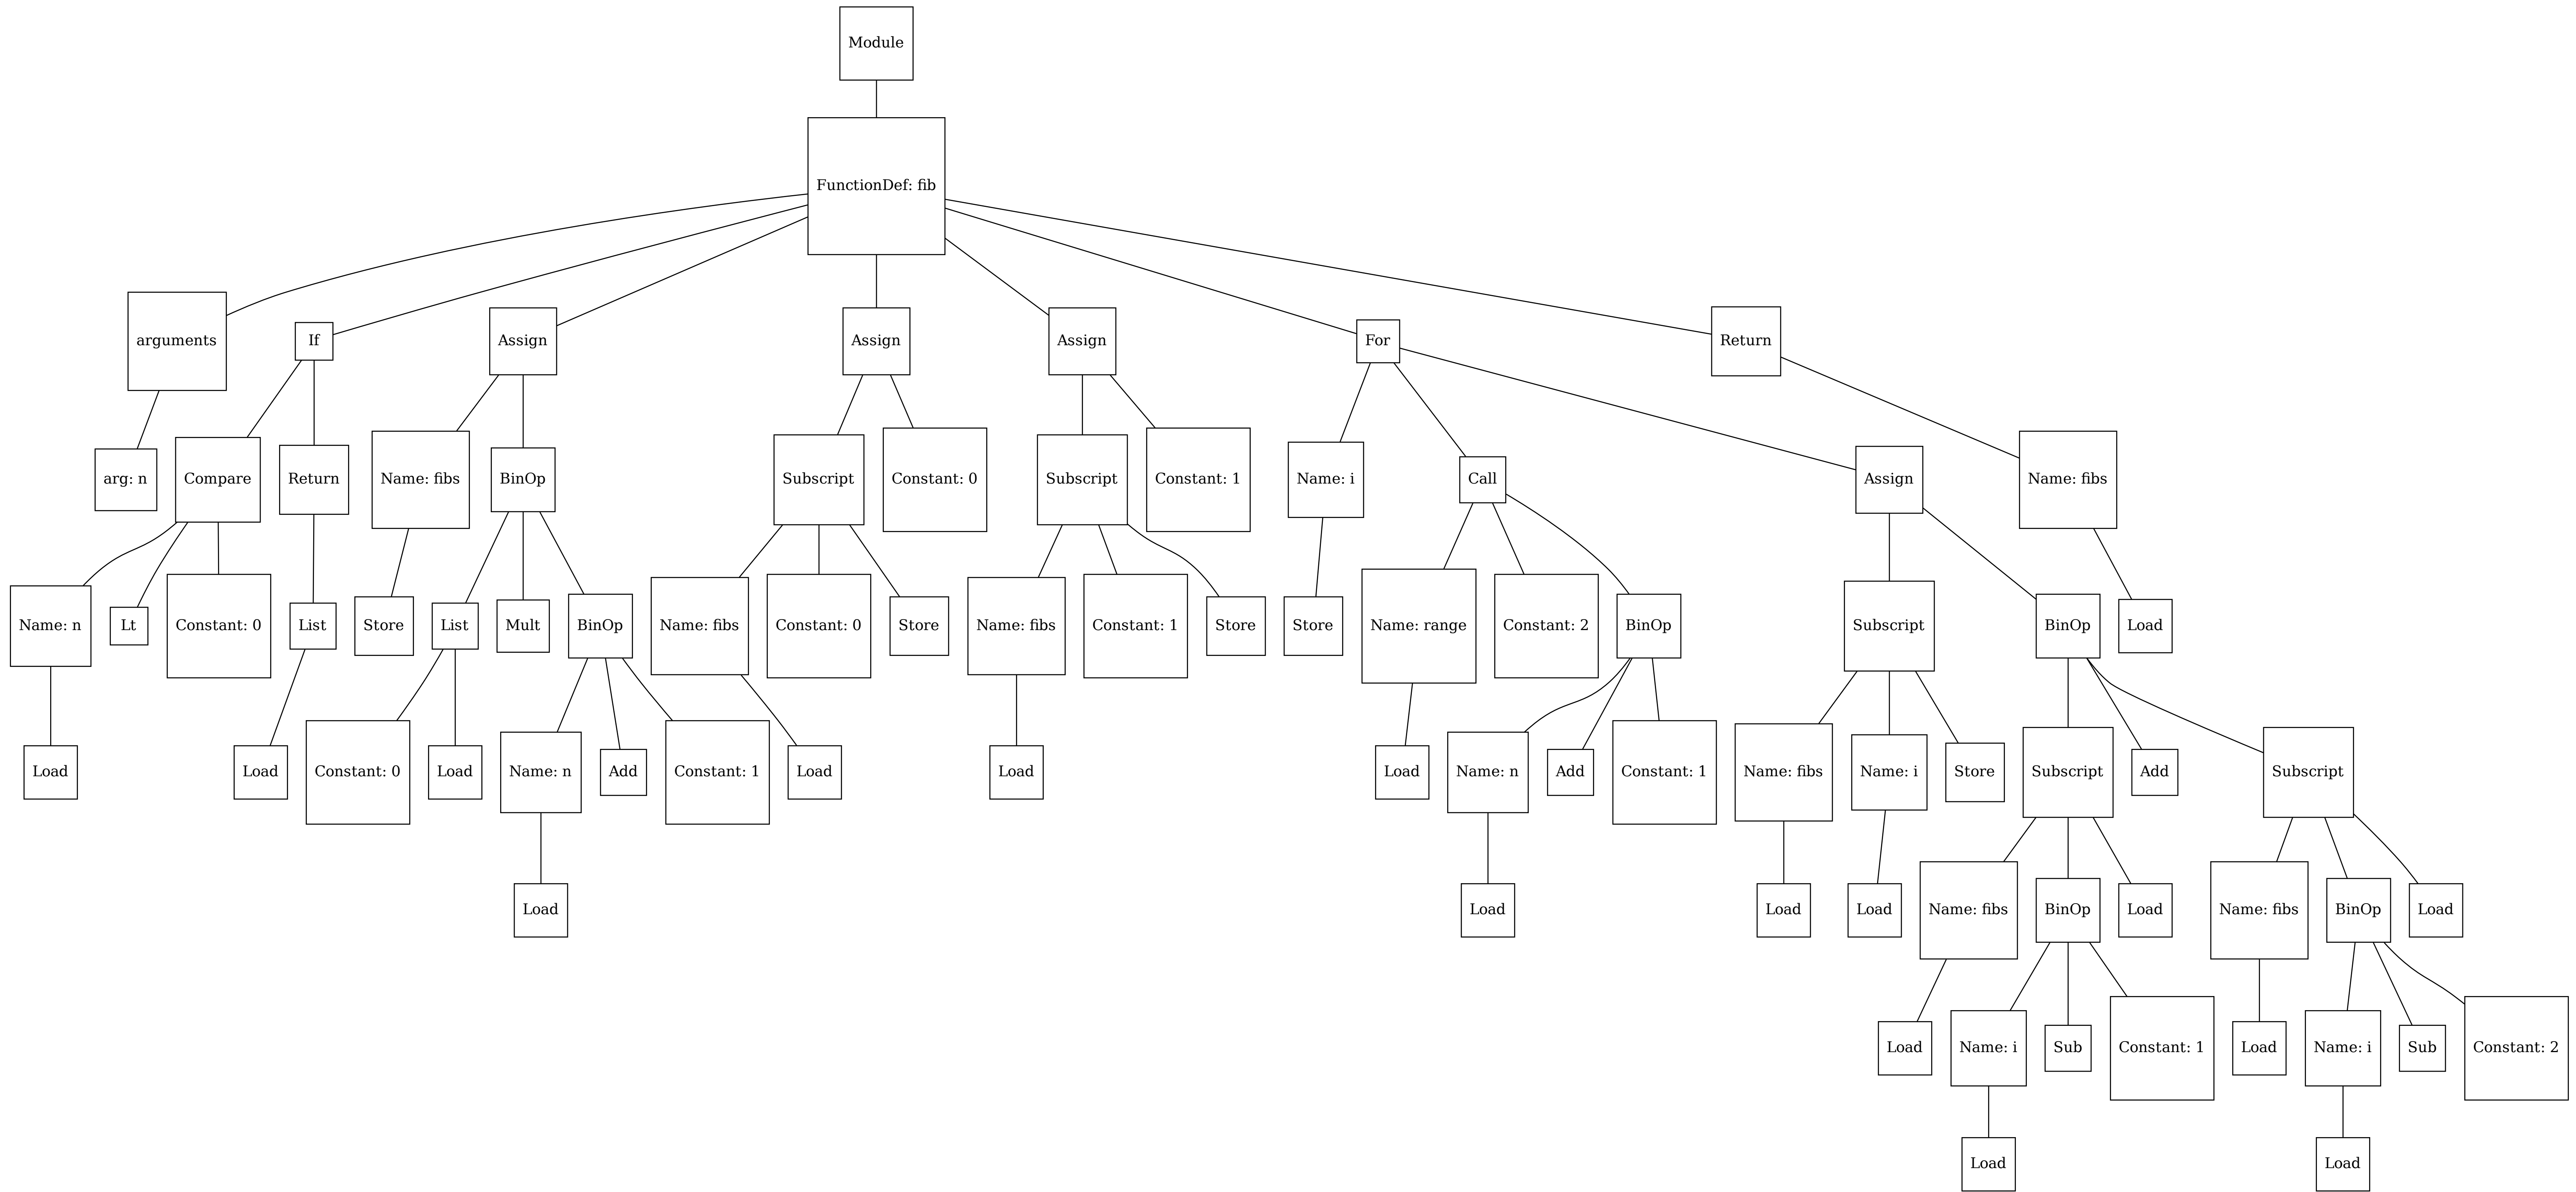 Module
FunctionDef: fib
arguments
If
Assign
Assign
Assign
For
Return
arg: n
Compare
Return
Name: fibs
BinOp
Subscript
Constant: 0
Subscript
Constant: 1
Name: i
Call
Assign
Name: fibs
Name: n
Lt
Constant: 0
List
Store
List
Mult
BinOp
Name: fibs
Constant: 0
Store
Name: fibs
Constant: 1
Store
Store
Name: range
Constant: 2
BinOp
Subscript
BinOp
Load
Load
Load
Constant: 0
Load
Name: n
Add
Constant: 1
Load
Load
Load
Name: n
Add
Constant: 1
Name: fibs
Name: i
Store
Subscript
Add
Subscript
Load
Load
Load
Load
Name: fibs
BinOp
Load
Name: fibs
BinOp
Load
Load
Name: i
Sub
Constant: 1
Load
Name: i
Sub
Constant: 2
Load
Load